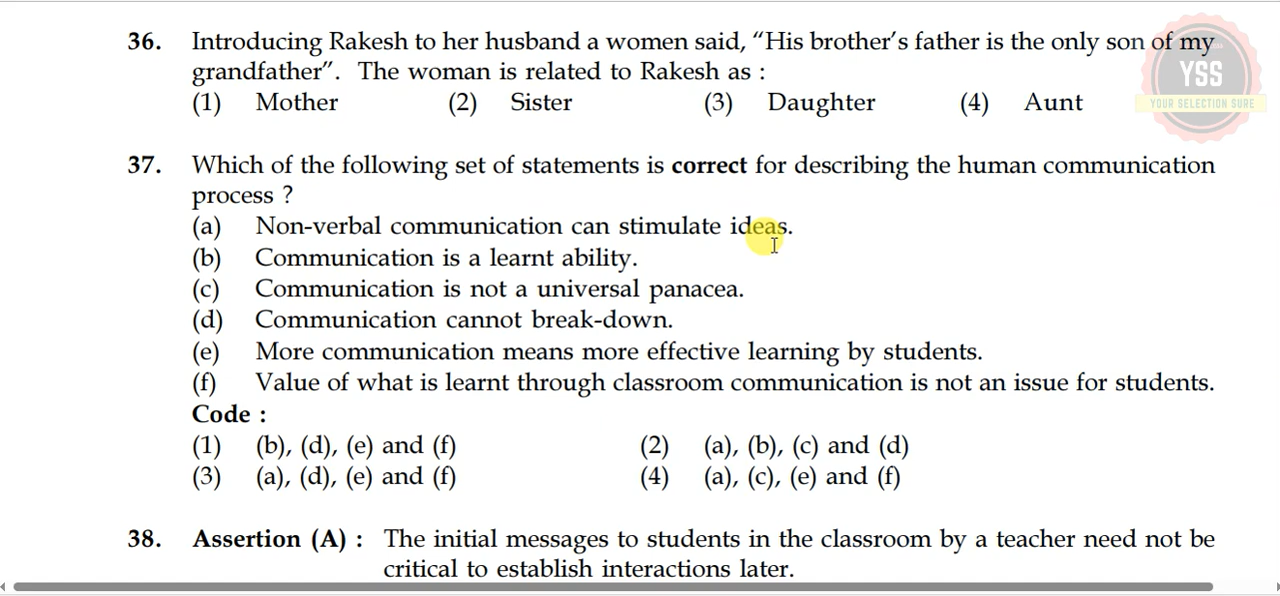 36. Introducing Rakesh to her husband a women said, “His brother’s father is the only son of my
grandfather”. The woman is related to Rakesh as :
(1) Mother (2) Sister (3) Daughter (4) Aunt
YSS
YOUR SELECTION SURE
37. Which of the following set of statements is correct for describing the human communication
process ?
(a) Non-verbal communication can stimulate ideas.
(b) Communication is a learnt ability.
(c) Communication is not a universal panacea.
(d) Communication cannot break-down.
(e) More communication means more effective learning by students.
(f) Value of what is learnt through classroom communication is not an issue for students.
Code :
(1) (b), (d), (e) and (f) (2) (a), (b), (c) and (d)
(3) (a), (d), (e) and (f) (4) (a), (c), (e) and (f)
38. Assertion (A) : The initial messages to students in the classroom by a teacher need not be
critical to establish interactions later.